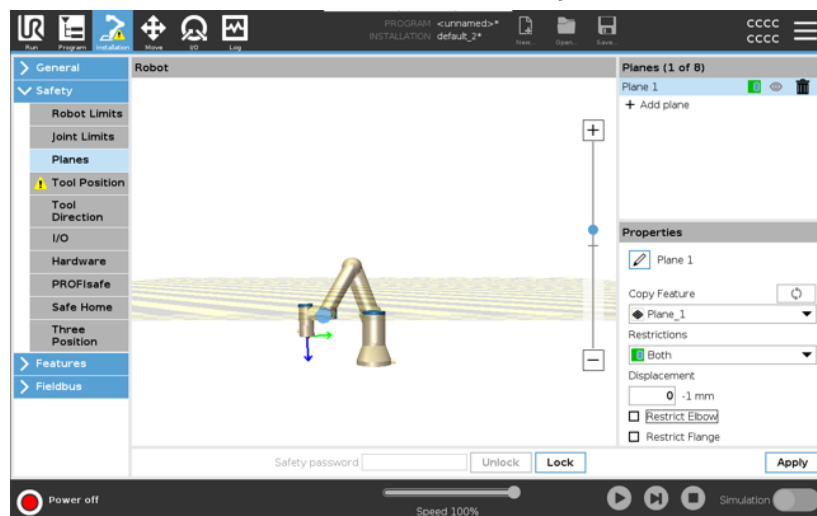 UR
PROGRAM <unnamed>*
INSTALLATION default_2*
CCCC
CCCC
Run Program Installation Move I/O Log New... Open... Save...
General
Safety
Robot Limits
Joint Limits
Planes
Tool Position
Tool
Direction
I/O
Hardware
PROFIsafe
Safe Home
Three
Position
Features
Fieldbus
Robot
+
−
Planes (1 of 8)
Plane 1
+ Add plane
Properties
Plane 1
Copy Feature
Plane_1
Restrictions
Both
Displacement
0 -1 mm
Restrict Elbow
Restrict Flange
Safety password Unlock Lock Apply
Power off
Speed 100%
Simulation